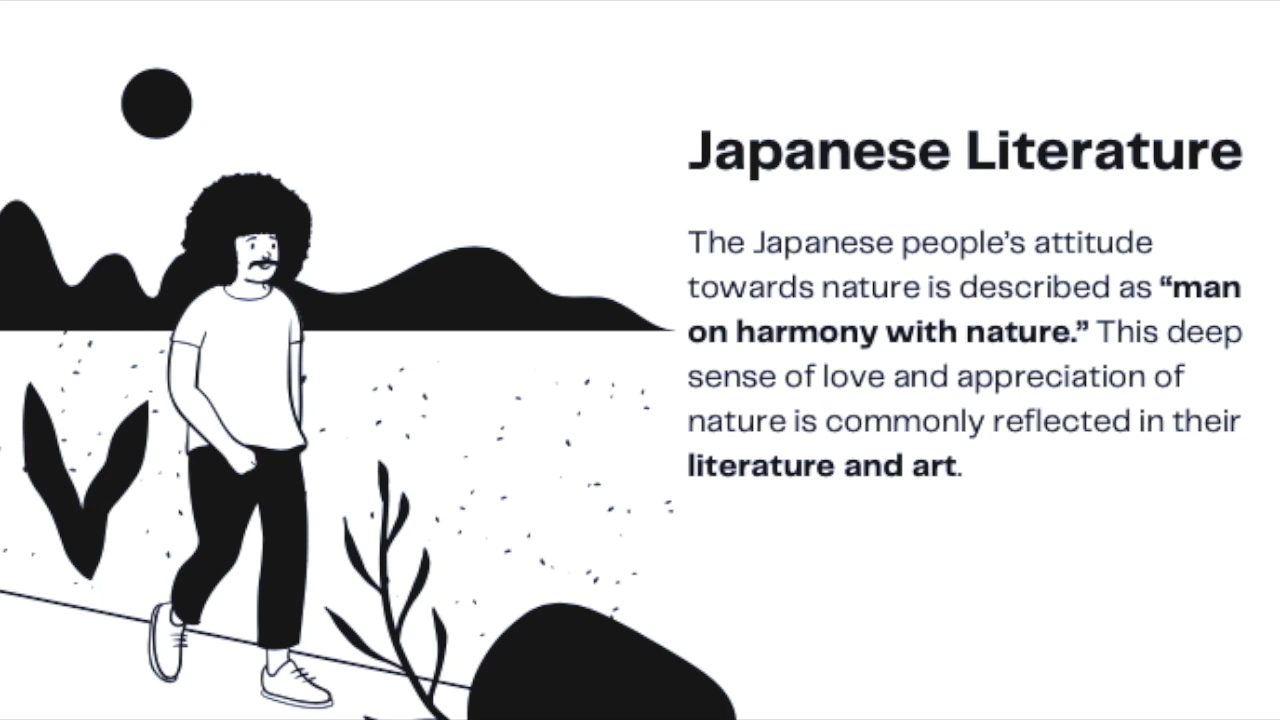 Japanese Literature
The Japanese people’s attitude
towards nature is described as “man
on harmony with nature.” This deep
sense of love and appreciation of
nature is commonly reflected in their
literature and art.